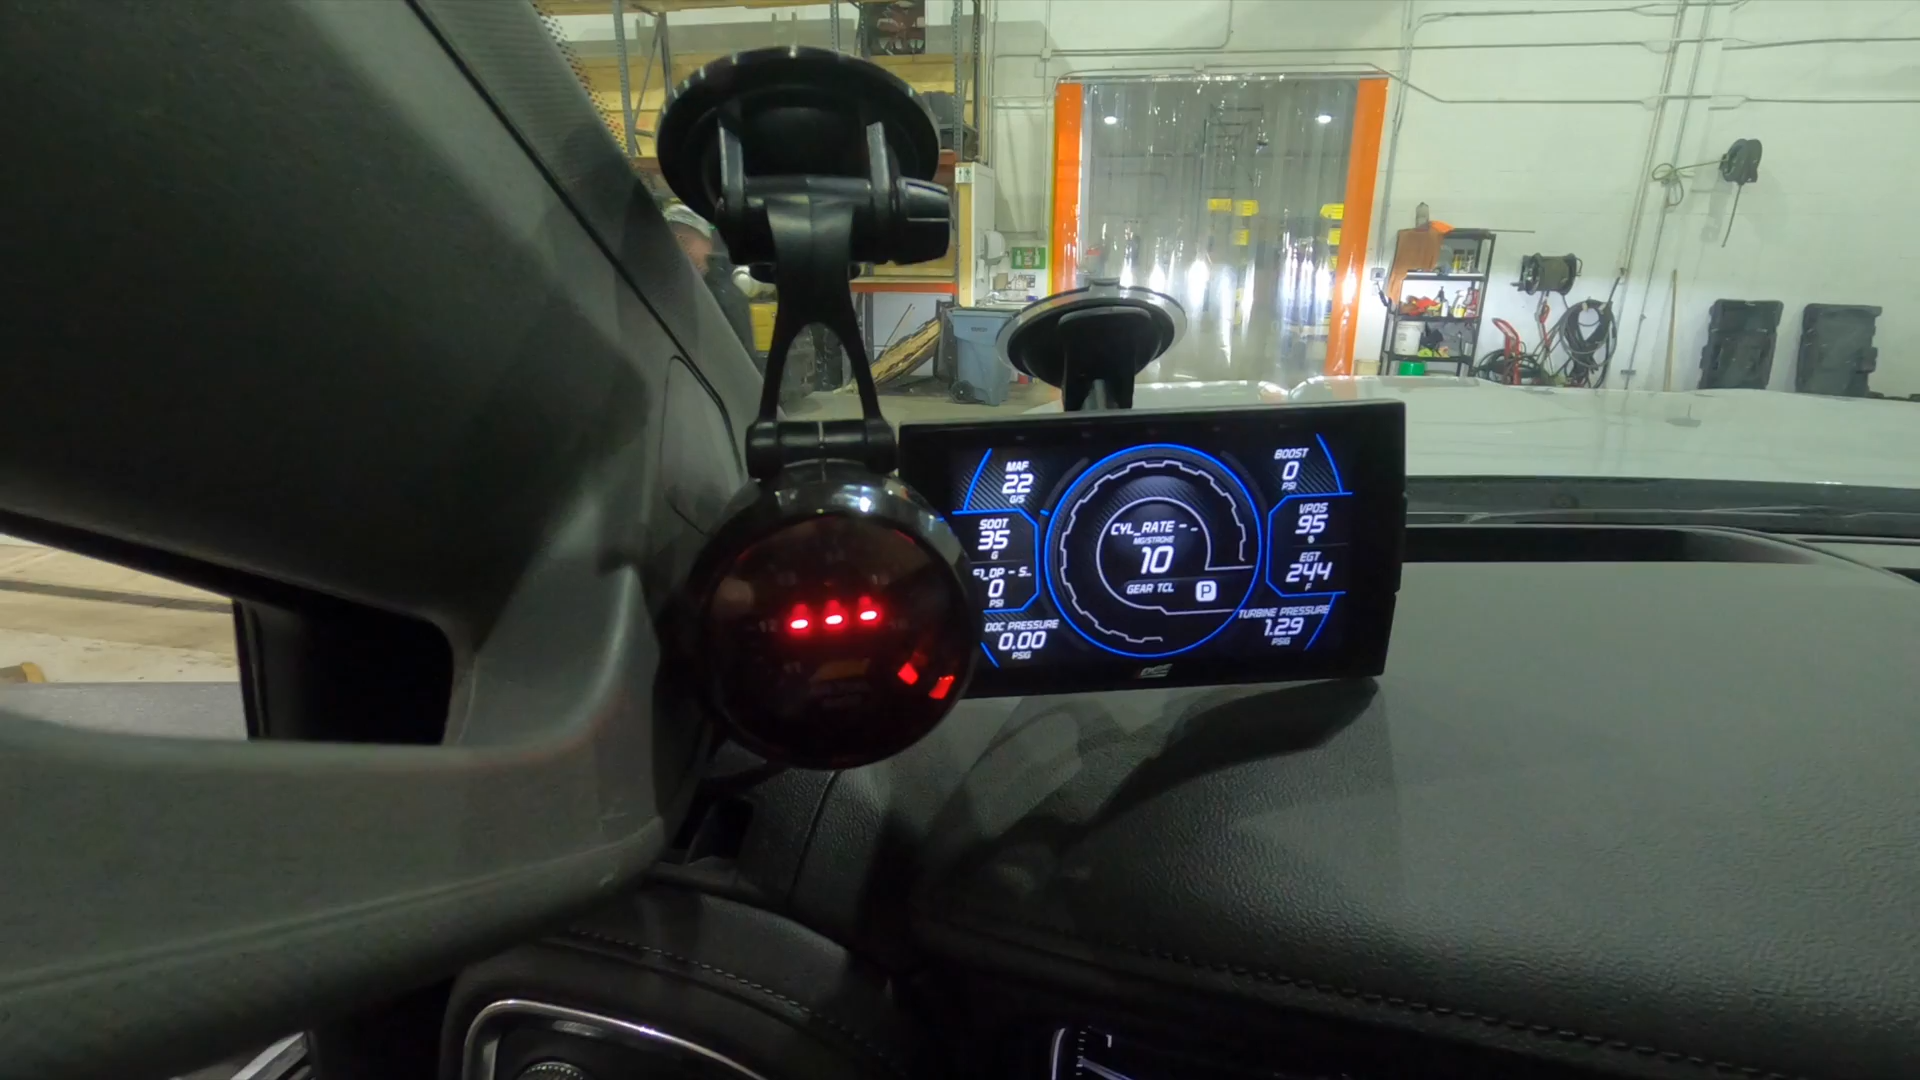 MAF
22
G/S
SOOT
35
G
0
PSI
DOC PRESSURE
0.00
PSIG
CYL_RATE - -
MG/STROKE
10
GEAR TCL P
BOOST
0
PSI
VPOS
95
%
EGT
244
F
TURBINE PRESSURE
1.29
PSIG
---